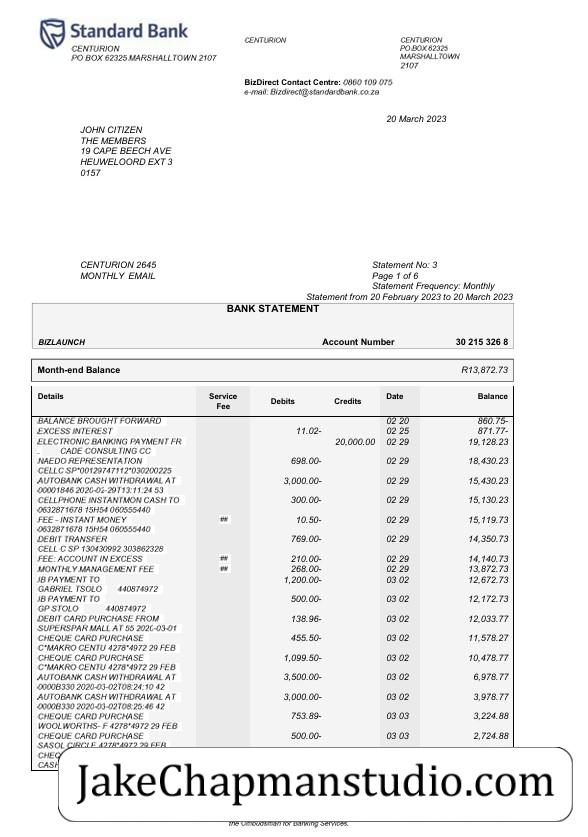 Standard Bank
CENTURION
PO BOX 62325 MARSHALLTOWN 2107
CENTURION
CENTURION
PO BOX 62325
MARSHALLTOWN
2107
BizDirect Contact Centre: 0860 109 075
e-mail: Bizdirect@standardbank.co.za
20 March 2023
JOHN CITIZEN
THE MEMBERS
19 CAPE BEECH AVE
HEUWELOORD EXT 3
0157
CENTURION 2645
MONTHLY EMAIL
Statement No: 3
Page 1 of 6
Statement Frequency: Monthly
Statement from 20 February 2023 to 20 March 2023
BANK STATEMENT
BIZLAUNCH Account Number 30 215 326 8
Month-end Balance R13,872.73
Details Service Fee Debits Credits Date Balance
BALANCE BROUGHT FORWARD 02 20 860.75-
EXCESS INTEREST 11.02- 02 25 871.77-
ELECTRONIC BANKING PAYMENT FR 20,000.00 02 29 19,128.23
CADE CONSULTING CC
NAEDO REPRESENTATION 698.00- 02 29 18,430.23
CELLC SP*00129747112*030200225
AUTOBANK CASH WITHDRAWAL AT 3,000.00- 02 29 15,430.23
00001846 2020-02-29T13:11:24 53
CELLPHONE INSTANTMON CASH TO 300.00- 02 29 15,130.23
0632871678 15H54 060555440
FEE - INSTANT MONEY ## 10.50- 02 29 15,119.73
0632871678 15H54 060555440
DEBIT TRANSFER 769.00- 02 29 14,350.73
CELL C SP 130430992 303862328
FEE: ACCOUNT IN EXCESS ## 210.00- 02 29 14,140.73
MONTHLY MANAGEMENT FEE ## 268.00- 02 29 13,872.73
IB PAYMENT TO 1,200.00- 03 02 12,672.73
GABRIEL TSOLO 440874972
IB PAYMENT TO 500.00- 03 02 12,172.73
GP STOLO 440874972
DEBIT CARD PURCHASE FROM 138.96- 03 02 12,033.77
SUPERSPAR MALL AT 55 2020-03-01
CHEQUE CARD PURCHASE 455.50- 03 02 11,578.27
C*MAKRO CENTU 4278*4972 29 FEB
CHEQUE CARD PURCHASE 1,099.50- 03 02 10,478.77
C*MAKRO CENTU 4278*4972 29 FEB
AUTOBANK CASH WITHDRAWAL AT 3,500.00- 03 02 6,978.77
0000B330 2020-03-02T08:24:10 42
AUTOBANK CASH WITHDRAWAL AT 3,000.00- 03 02 3,978.77
0000B330 2020-03-02T08:25:46 42
CHEQUE CARD PURCHASE 753.89- 03 03 3,224.88
WOOLWORTHS- F 4278*4972 29 FEB
CHEQUE CARD PURCHASE 500.00- 03 03 2,724.88
SASOL CIRCLE 4278*4972 29 FEB
CHEQ
CASH
JakeChapmanstudio.com
the Ombudsman for Banking Services.